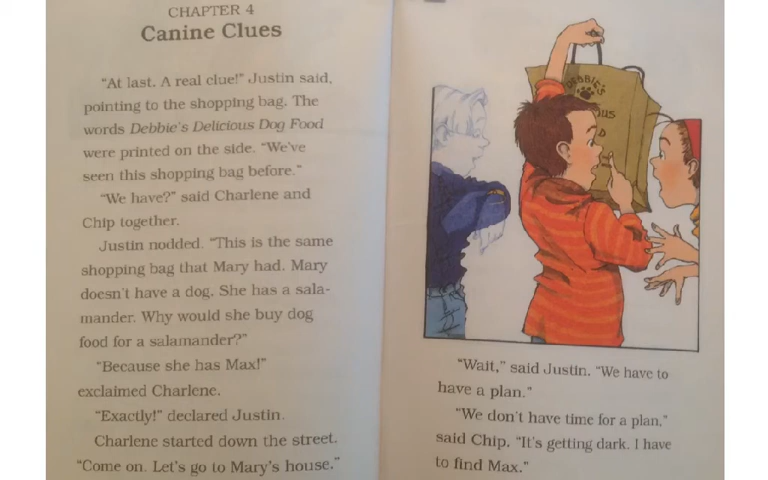 CHAPTER 4
Canine Clues
"At last. A real clue!" Justin said,
pointing to the shopping bag. The
words Debbie's Delicious Dog Food
were printed on the side. "We've
seen this shopping bag before."
"We have?" said Charlene and
Chip together.
Justin nodded. "This is the same
shopping bag that Mary had. Mary
doesn't have a dog. She has a sala-
mander. Why would she buy dog
food for a salamander?"
"Because she has Max!"
exclaimed Charlene.
"Exactly!" declared Justin.
Charlene started down the street.
"Come on. Let's go to Mary's house."
DEBBIE'S
"Wait," said Justin. "We have to
have a plan."
"We don't have time for a plan,"
said Chip. "It's getting dark. I have
to find Max."